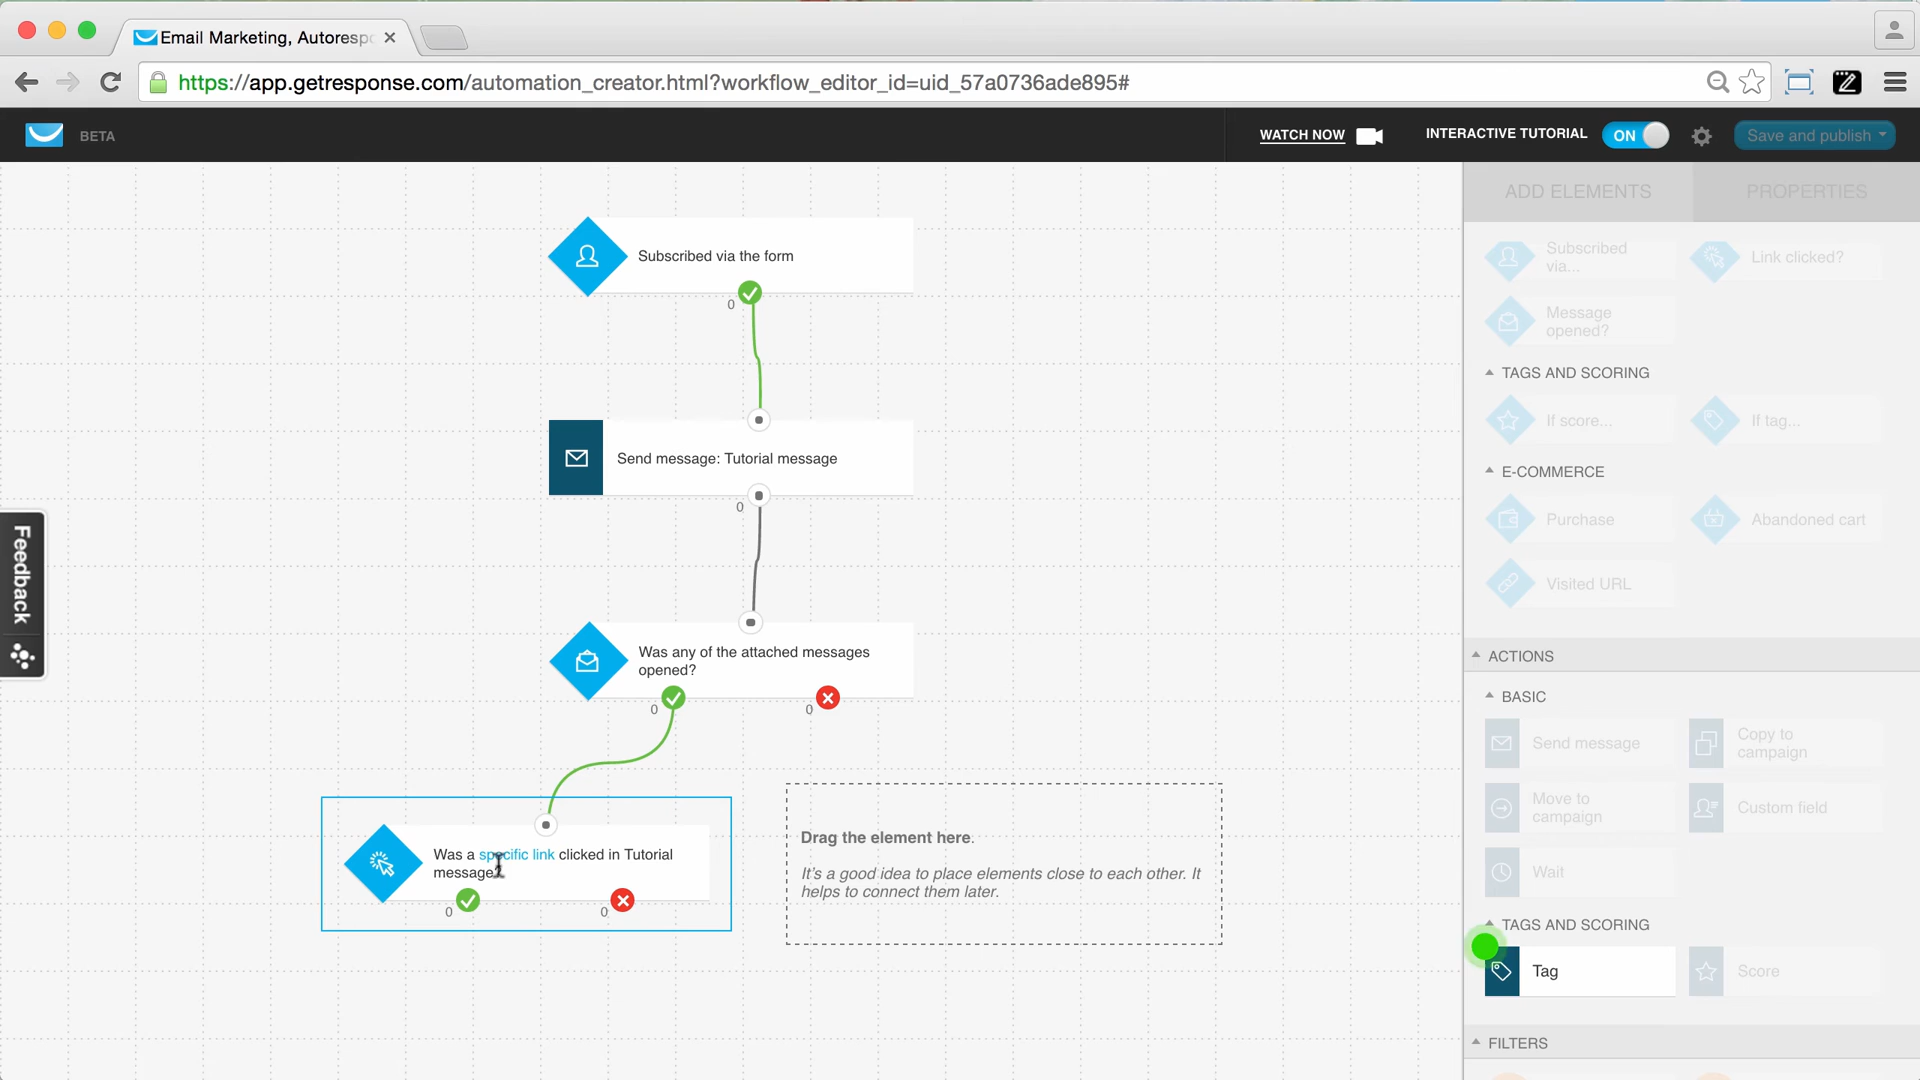 Email Marketing, Autoresp
https://app.getresponse.com/automation_creator.html?workflow_editor_id=uid_57a0736ade895#
BETA
WATCH NOW
INTERACTIVE TUTORIAL
ON
Save and publish
ADD ELEMENTS
PROPERTIES
Subscribed
via...
Link clicked?
Message
opened?
TAGS AND SCORING
If score...
If tag...
E-COMMERCE
Purchase
Abandoned cart
Visited URL
ACTIONS
BASIC
Send message
Copy to
campaign
Move to
campaign
Custom field
Wait
TAGS AND SCORING
Tag
Score
FILTERS
Feedback
Subscribed via the form
0
Send message: Tutorial message
0
Was any of the attached messages
opened?
0
0
Was a specific link clicked in Tutorial
message?
0
0
Drag the element here.
It's a good idea to place elements close to each other. It
helps to connect them later.